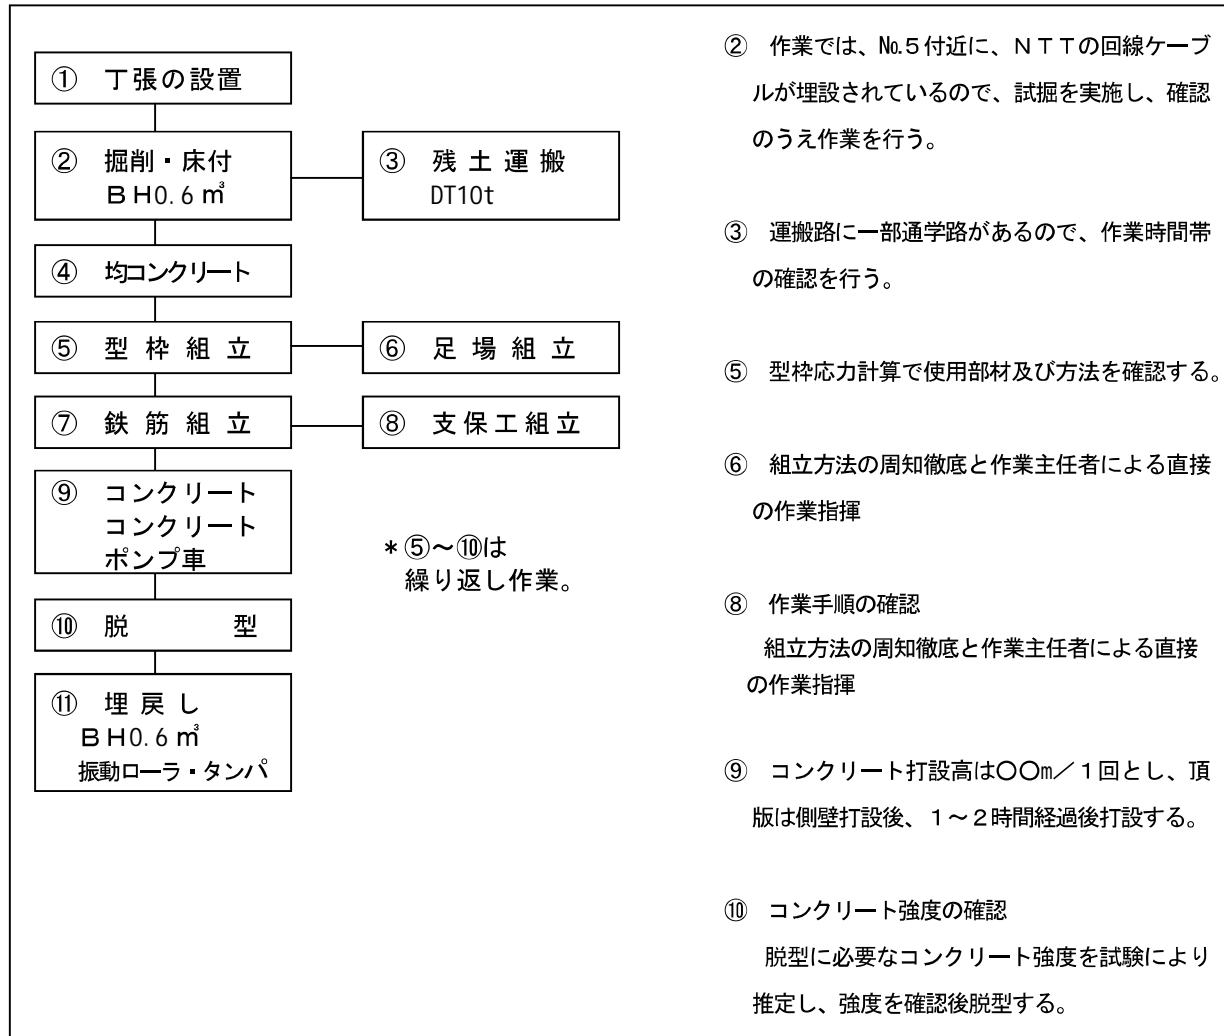 ① 丁張の設置
② 掘削・床付
ＢＨ0.6㎥
③ 残土運搬
DT10t
④ 均コンクリート
⑤ 型枠組立
⑥ 足場組立
⑦ 鉄筋組立
⑧ 支保工組立
⑨ コンクリート
コンクリート
ポンプ車
＊⑤～⑩は
繰り返し作業。
⑩ 脱型
⑪ 埋戻し
ＢＨ0.6㎥
振動ローラ・タンパ
② 作業では、№5付近に、ＮＴＴの回線ケーブ
ルが埋設されているので、試掘を実施し、確認
のうえ作業を行う。
③ 運搬路に一部通学路があるので、作業時間帯
の確認を行う。
⑤ 型枠応力計算で使用部材及び方法を確認する。
⑥ 組立方法の周知徹底と作業主任者による直接
の作業指揮
⑧ 作業手順の確認
組立方法の周知徹底と作業主任者による直接
の作業指揮
⑨ コンクリート打設高は〇〇m／１回とし、頂
版は側壁打設後、１～２時間経過後打設する。
⑩ コンクリート強度の確認
脱型に必要なコンクリート強度を試験により
推定し、強度を確認後脱型する。